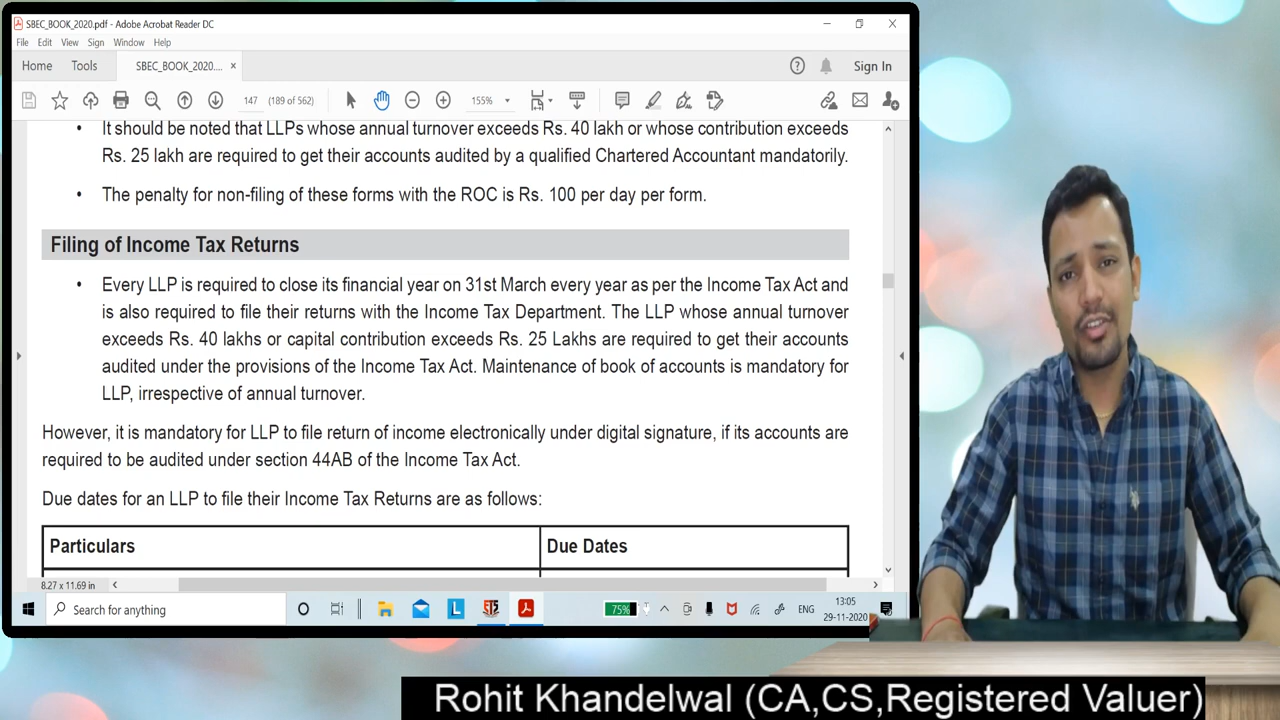 SBEC_BOOK_2020.pdf - Adobe Acrobat Reader DC
File Edit View Sign Window Help
Home Tools SBEC_BOOK_2020.... × Sign In
147 (189 of 562) 155%
• It should be noted that LLPs whose annual turnover exceeds Rs. 40 lakh or whose contribution exceeds
Rs. 25 lakh are required to get their accounts audited by a qualified Chartered Accountant mandatorily.
• The penalty for non-filing of these forms with the ROC is Rs. 100 per day per form.
Filing of Income Tax Returns
• Every LLP is required to close its financial year on 31st March every year as per the Income Tax Act and
is also required to file their returns with the Income Tax Department. The LLP whose annual turnover
exceeds Rs. 40 lakhs or capital contribution exceeds Rs. 25 Lakhs are required to get their accounts
audited under the provisions of the Income Tax Act. Maintenance of book of accounts is mandatory for
LLP, irrespective of annual turnover.
However, it is mandatory for LLP to file return of income electronically under digital signature, if its accounts are
required to be audited under section 44AB of the Income Tax Act.
Due dates for an LLP to file their Income Tax Returns are as follows:
Particulars Due Dates
8.27 x 11.69 in
Search for anything L 75% ENG 13:05
29-11-2020
Rohit Khandelwal (CA,CS,Registered Valuer)